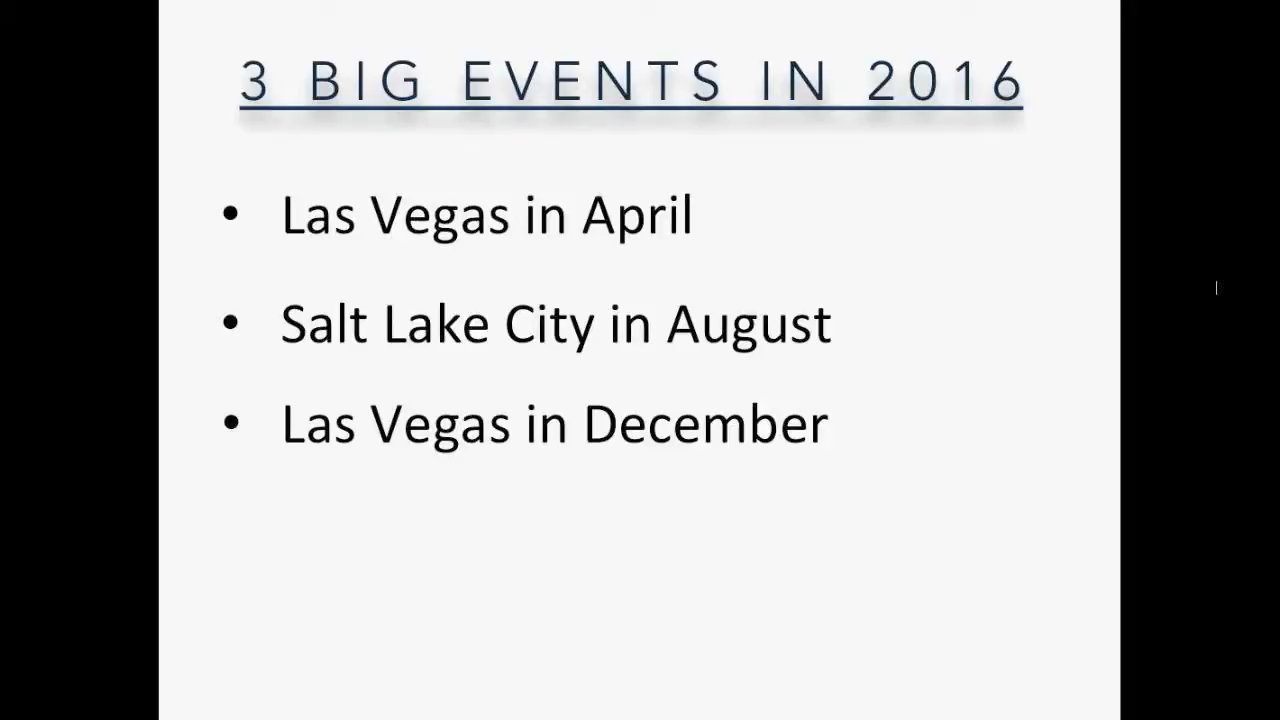 3 BIG EVENTS IN 2016
• Las Vegas in April
• Salt Lake City in August
• Las Vegas in December